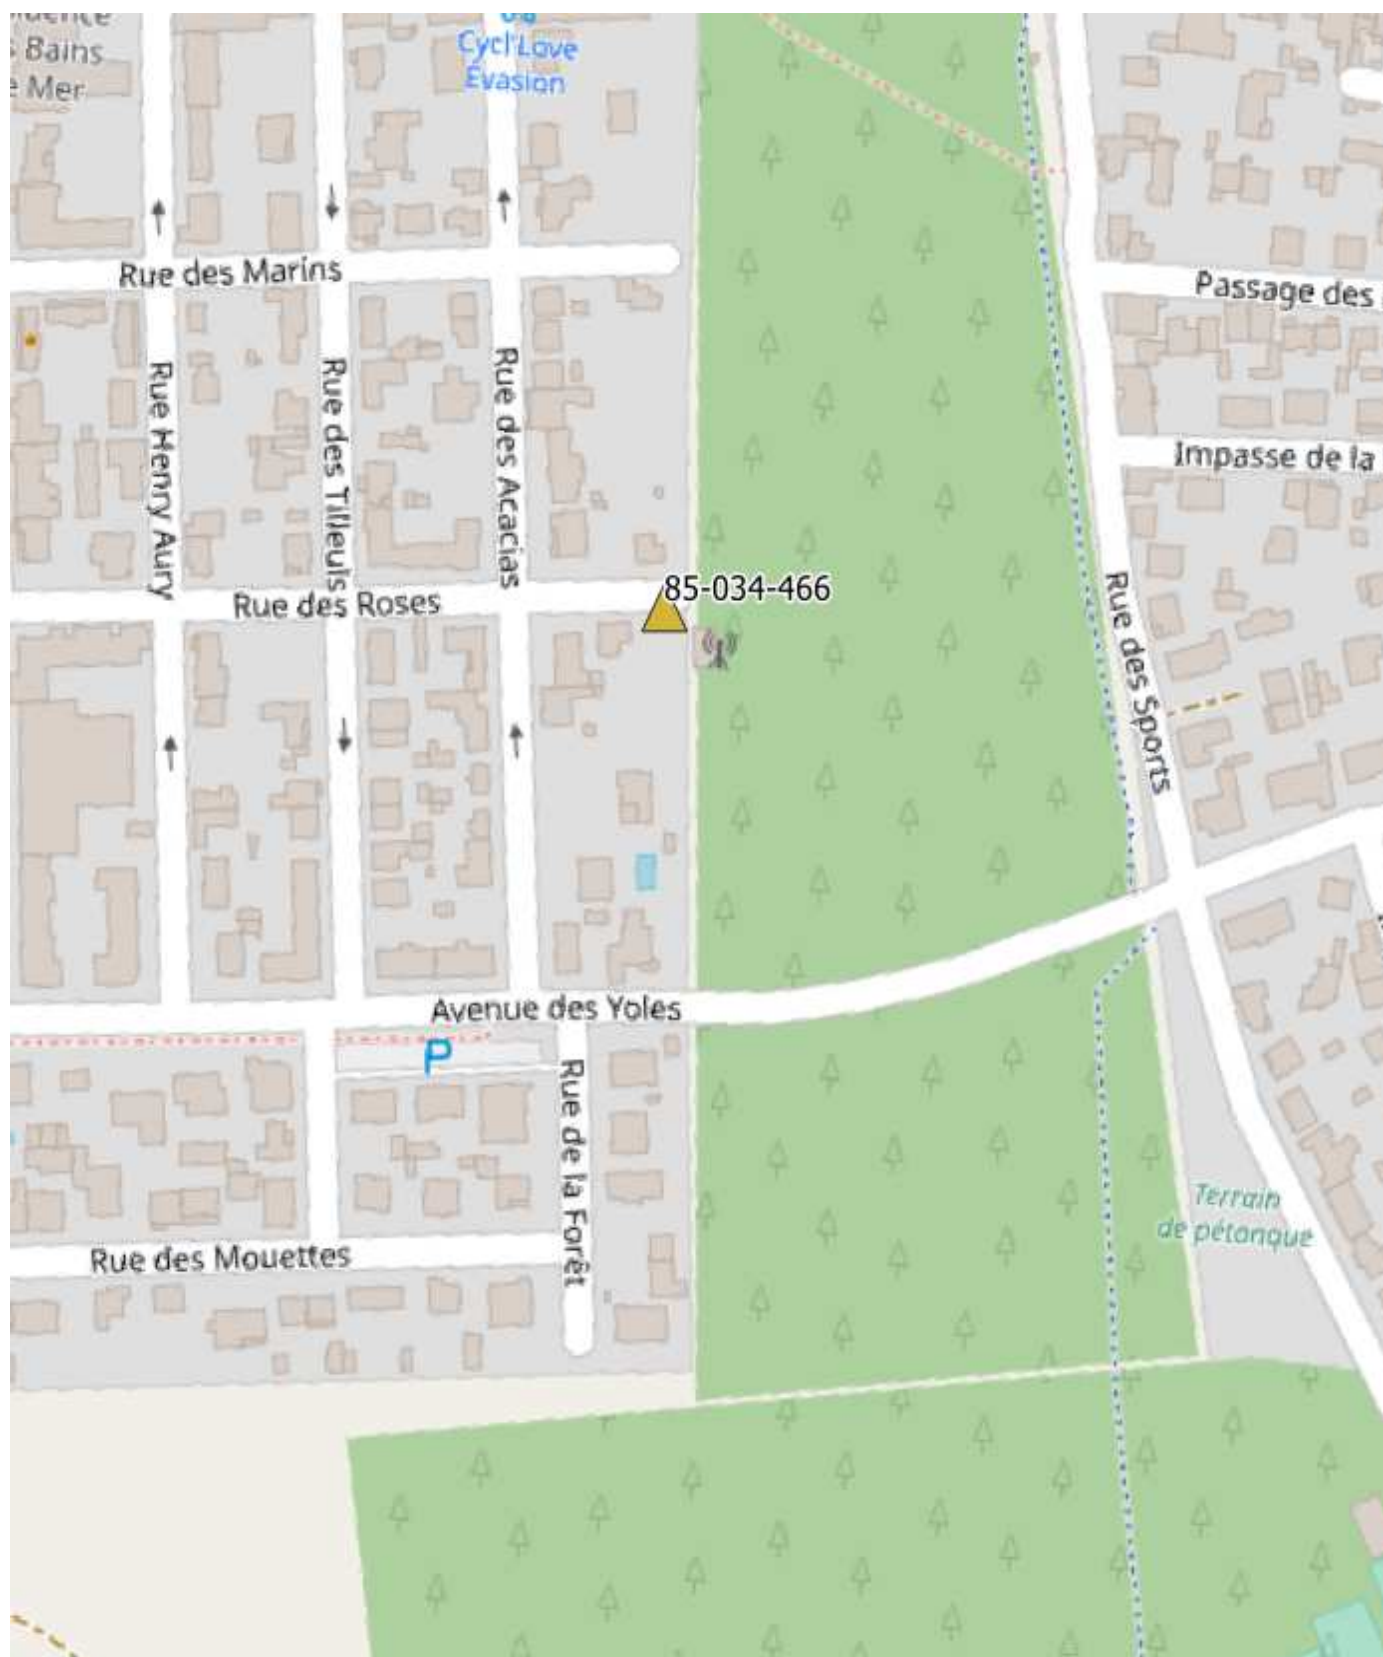 Bains
Mer
Cycl'Love
Évasion
Rue des Marins
Passage des
Rue Henry Aury
Rue des Tilleuls
Rue des Acacias
Impasse de la
Rue des Roses
85-034-466
Rue des Sports
Avenue des Yoles
P
Rue de la Forêt
Terrain
de pétanque
Rue des Mouettes